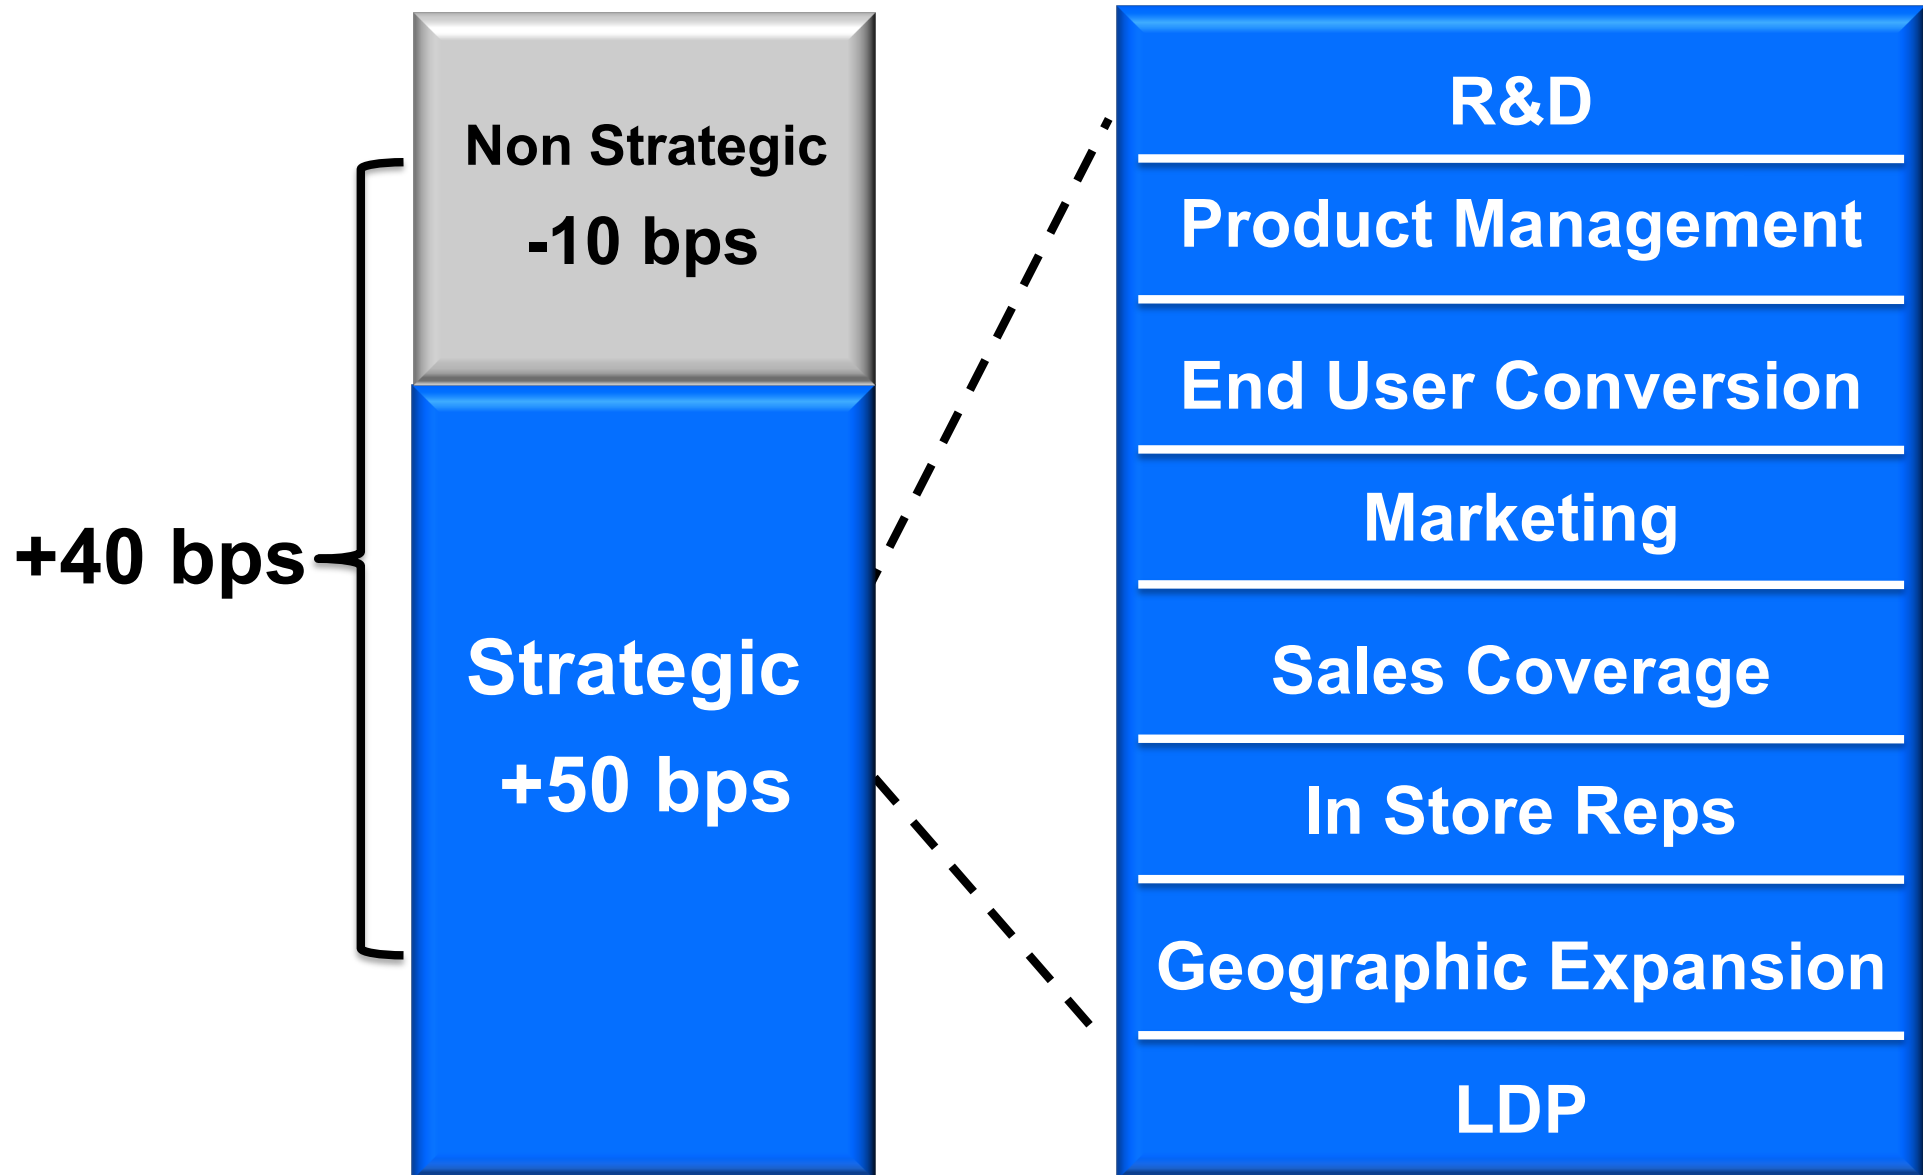 +40 bps
Non Strategic
-10 bps
Strategic
+50 bps
R&D
Product Management
End User Conversion
Marketing
Sales Coverage
In Store Reps
Geographic Expansion
LDP